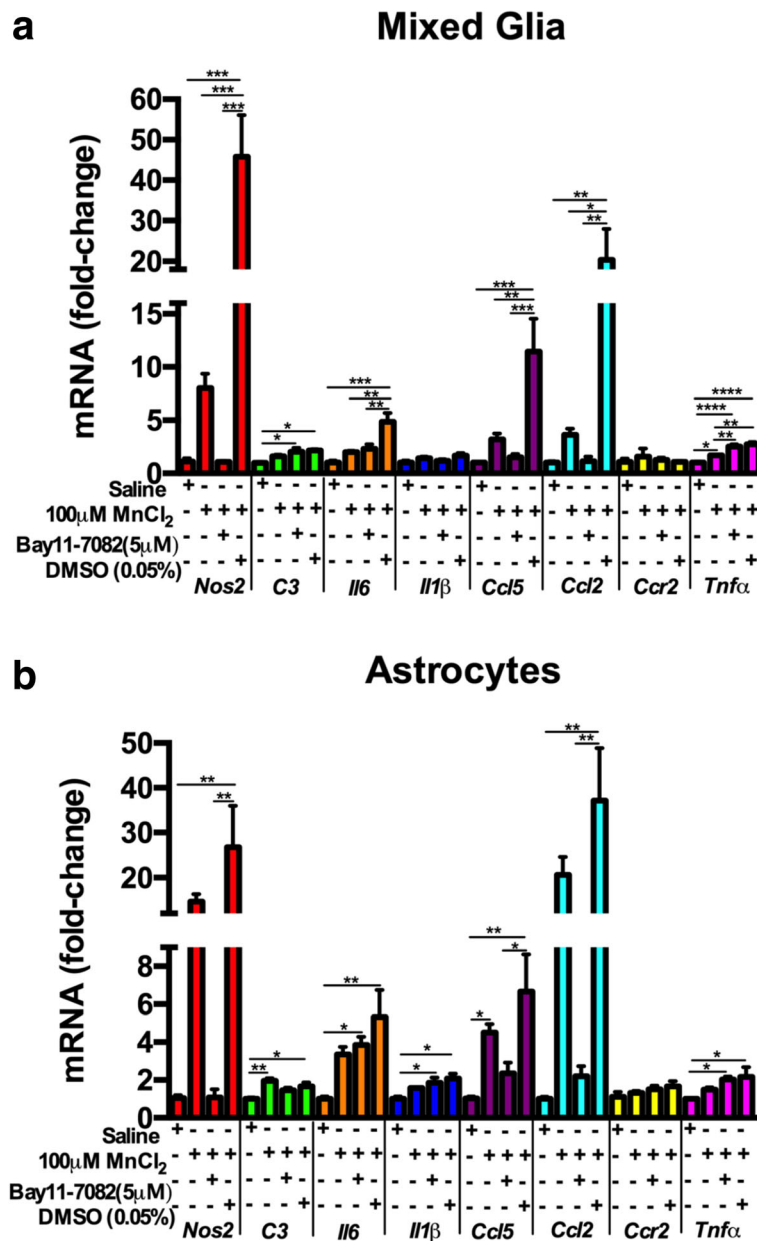 a
Mixed Glia
mRNA (fold-change)
60
50
40
30
20
15
10
5
0
*** *** ***
* *
*** ** **
*** ** ***
** * **
**** **** ** ** *
Saline + - - - + - - - + - - - + - - - + - - - + - - - + - - - + - - -
100μM MnCl2 - + + + - + + + - + + + - + + + - + + + - + + + - + + + - + + +
Bay11-7082(5μM) - - + - - - + - - - + - - - + - - - + - - - + - - - + - - - + -
DMSO (0.05%) - - - + - - - + - - - + - - - + - - - + - - - + - - - + - - - +
Nos2 C3 Il6 Il1β Ccl5 Ccl2 Ccr2 Tnfα
b
Astrocytes
mRNA (fold-change)
50
40
30
20
8
6
4
2
0
** **
** *
* **
* *
* ** *
** **
* *
Saline + - - - + - - - + - - - + - - - + - - - + - - - + - - - + - - -
100μM MnCl2 - + + + - + + + - + + + - + + + - + + + - + + + - + + + - + + +
Bay11-7082(5μM) - - + - - - + - - - + - - - + - - - + - - - + - - - + - - - + -
DMSO (0.05%) - - - + - - - + - - - + - - - + - - - + - - - + - - - + - - - +
Nos2 C3 Il6 Il1β Ccl5 Ccl2 Ccr2 Tnfα